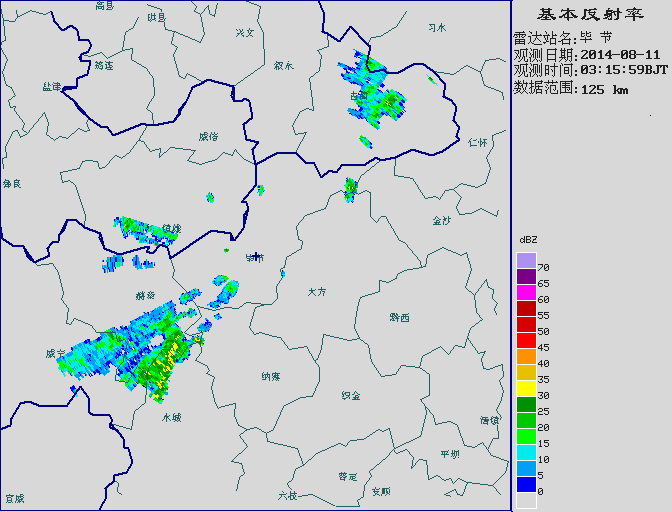 基本反射率
雷达站名:毕 节
观测日期:2014-08-11
观测时间:03:15:59BJT
数据范围:125 km
高县
珙县
兴文
习水
筠连
叙水
盐津
古蔺
威信
仁怀
彝良
镇雄
金沙
毕节
赫章
大方
黔西
威宁
纳雍
织金
水城
清镇
平坝
普定
安顺
六枝
宣威
dBZ
70
65
60
55
50
45
40
35
30
25
20
15
10
5
0